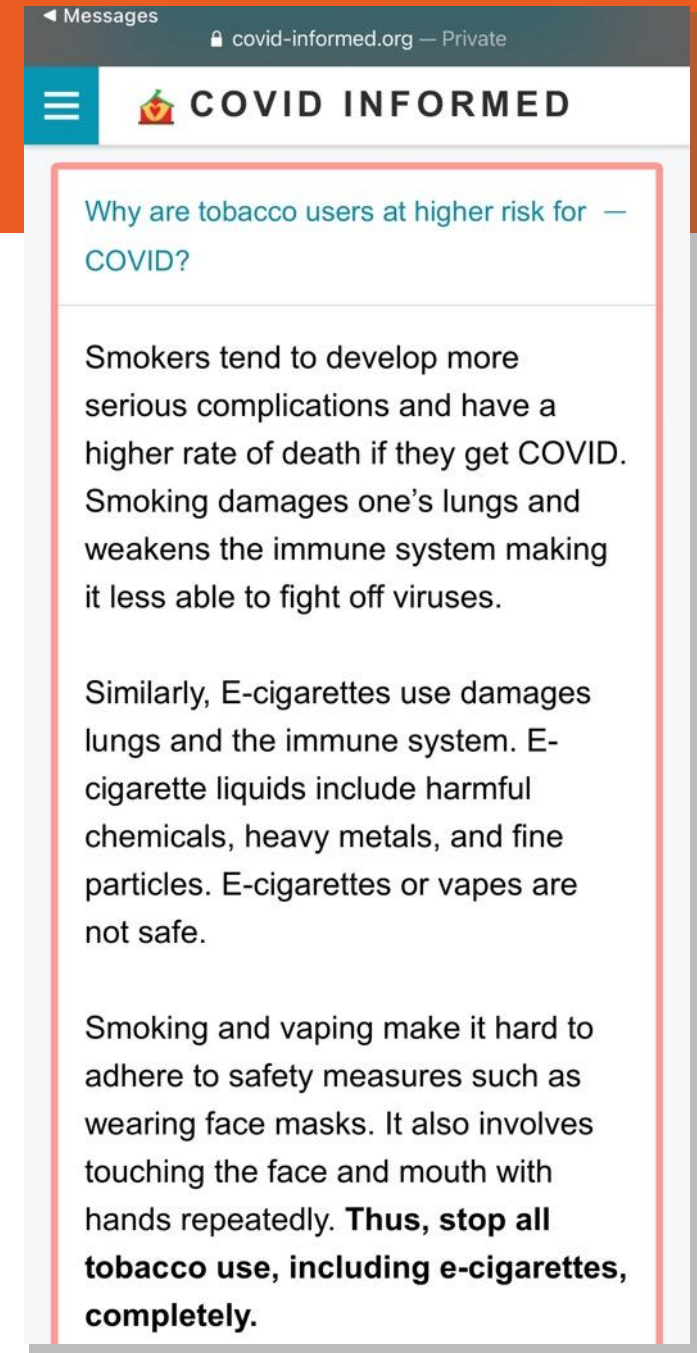 ◀ Messages
covid-informed.org — Private
COVID INFORMED
Why are tobacco users at higher risk for —
COVID?
Smokers tend to develop more
serious complications and have a
higher rate of death if they get COVID.
Smoking damages one’s lungs and
weakens the immune system making
it less able to fight off viruses.
Similarly, E-cigarettes use damages
lungs and the immune system. E-
cigarette liquids include harmful
chemicals, heavy metals, and fine
particles. E-cigarettes or vapes are
not safe.
Smoking and vaping make it hard to
adhere to safety measures such as
wearing face masks. It also involves
touching the face and mouth with
hands repeatedly. Thus, stop all
tobacco use, including e-cigarettes,
completely.